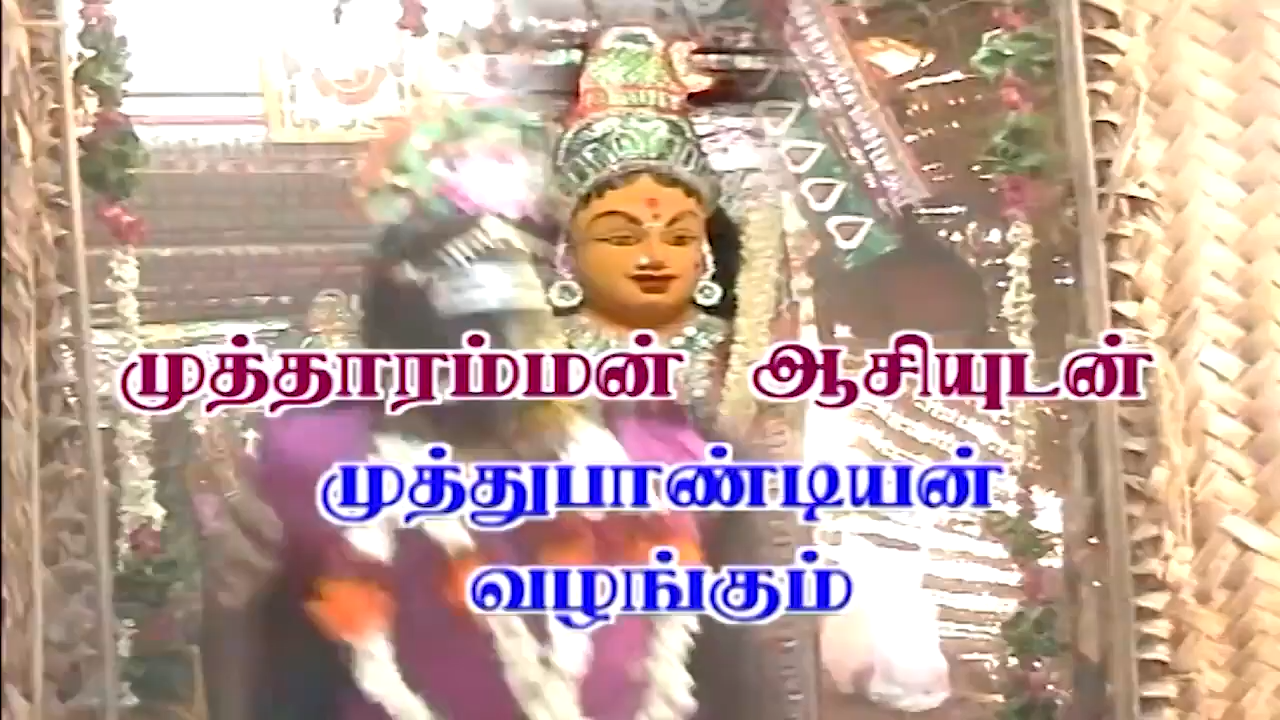 முத்தாரம்மன் ஆசியுடன்
முத்துபாண்டியன்
வழங்கும்